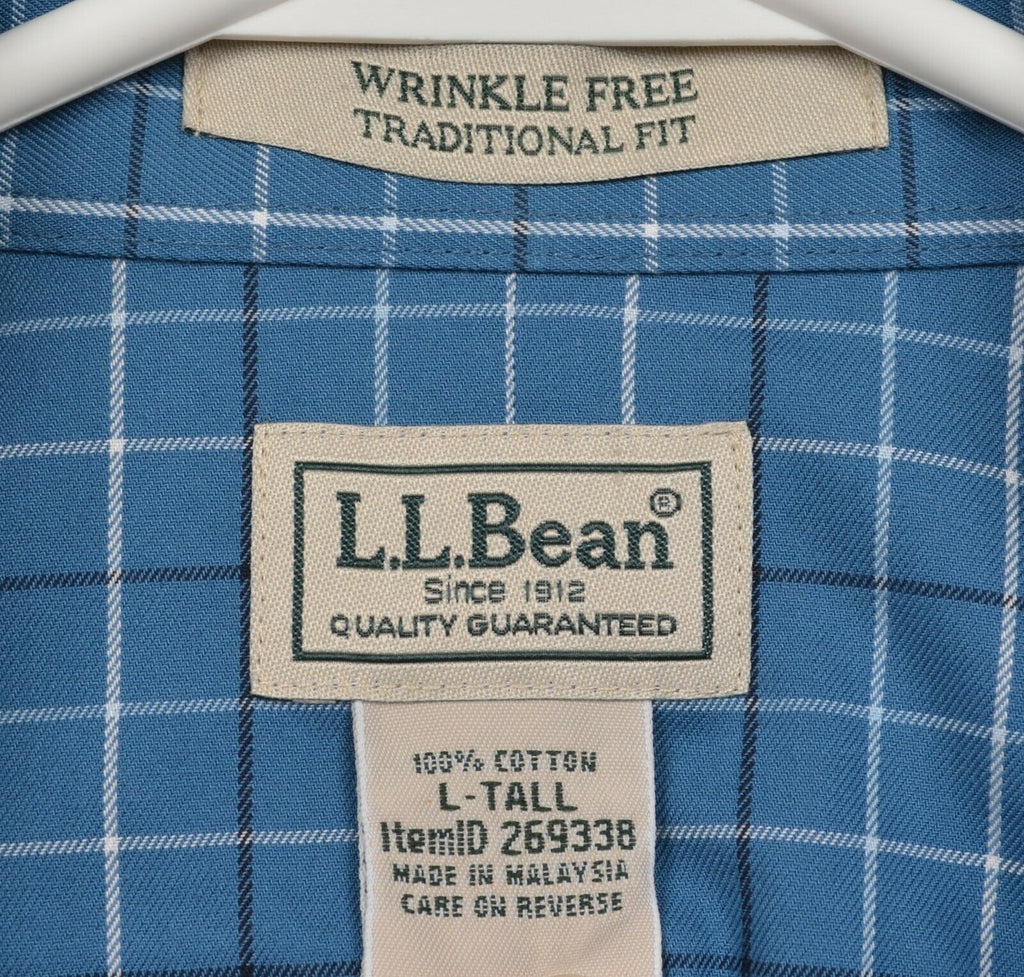 WRINKLE FREE
TRADITIONAL FIT
L.L.Bean®
Since 1912
QUALITY GUARANTEED
100% COTTON
L-TALL
ItemID 269338
MADE IN MALAYSIA
CARE ON REVERSE